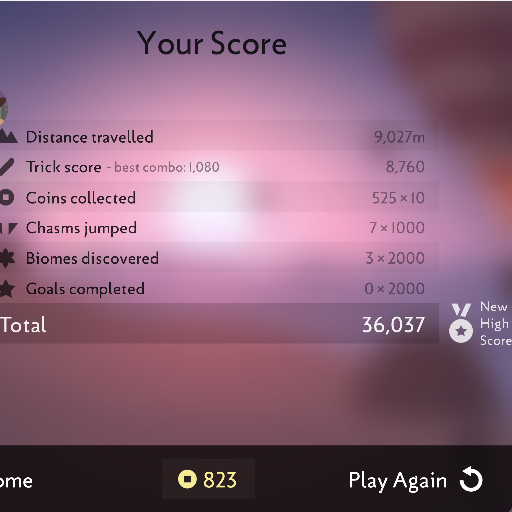 Your Score
Distance travelled 9,027m
Trick score - best combo: 1,080 8,760
Coins collected 525 × 10
Chasms jumped 7 × 1000
Biomes discovered 3 × 2000
Goals completed 0 × 2000
Total 36,037
New
High
Score
ome 823 Play Again